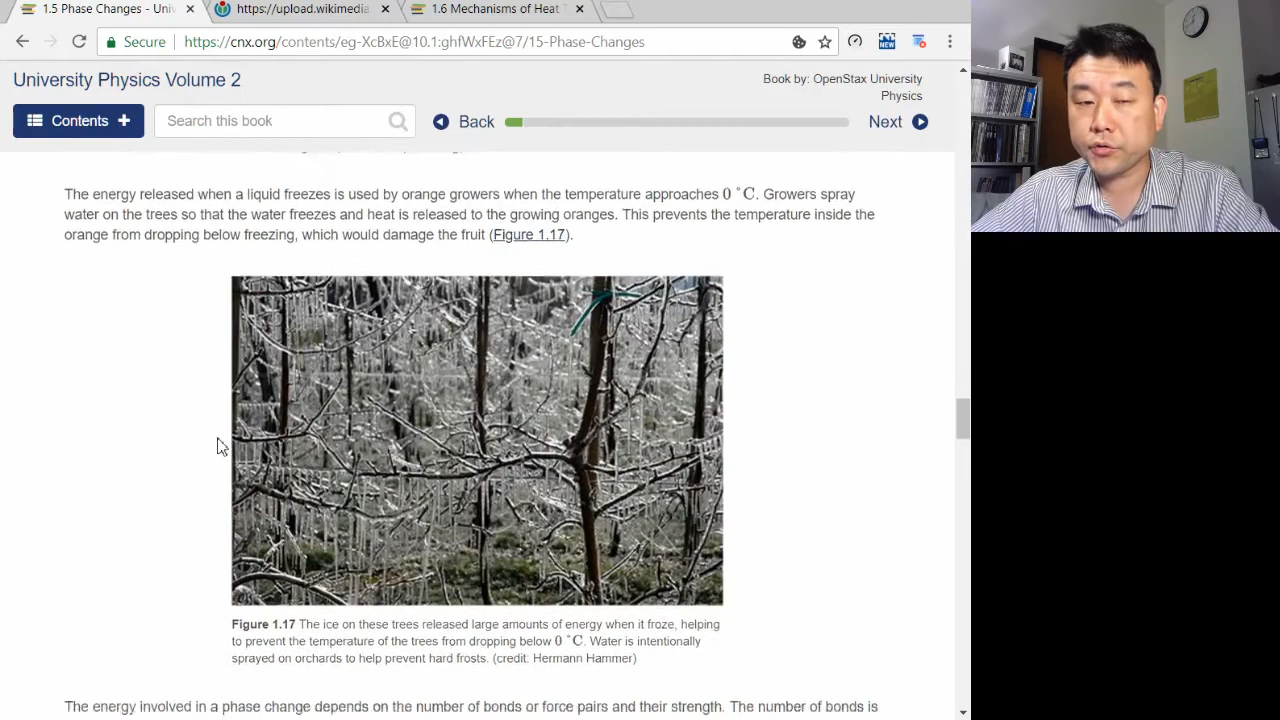 1.5 Phase Changes - Univ
https://upload.wikimedia.
1.6 Mechanisms of Heat T
Secure
https://cnx.org/contents/eg-XcBxE@10.1:ghfWxFEz@7/15-Phase-Changes
NEW
University Physics Volume 2
Book by: OpenStax University
Physics
Contents +
Search this book
Back
Next
The energy released when a liquid freezes is used by orange growers when the temperature approaches 0 °C. Growers spray
water on the trees so that the water freezes and heat is released to the growing oranges. This prevents the temperature inside the
orange from dropping below freezing, which would damage the fruit (Figure 1.17).
Figure 1.17 The ice on these trees released large amounts of energy when it froze, helping
to prevent the temperature of the trees from dropping below 0 °C. Water is intentionally
sprayed on orchards to help prevent hard frosts. (credit: Hermann Hammer)
The energy involved in a phase change depends on the number of bonds or force pairs and their strength. The number of bonds is